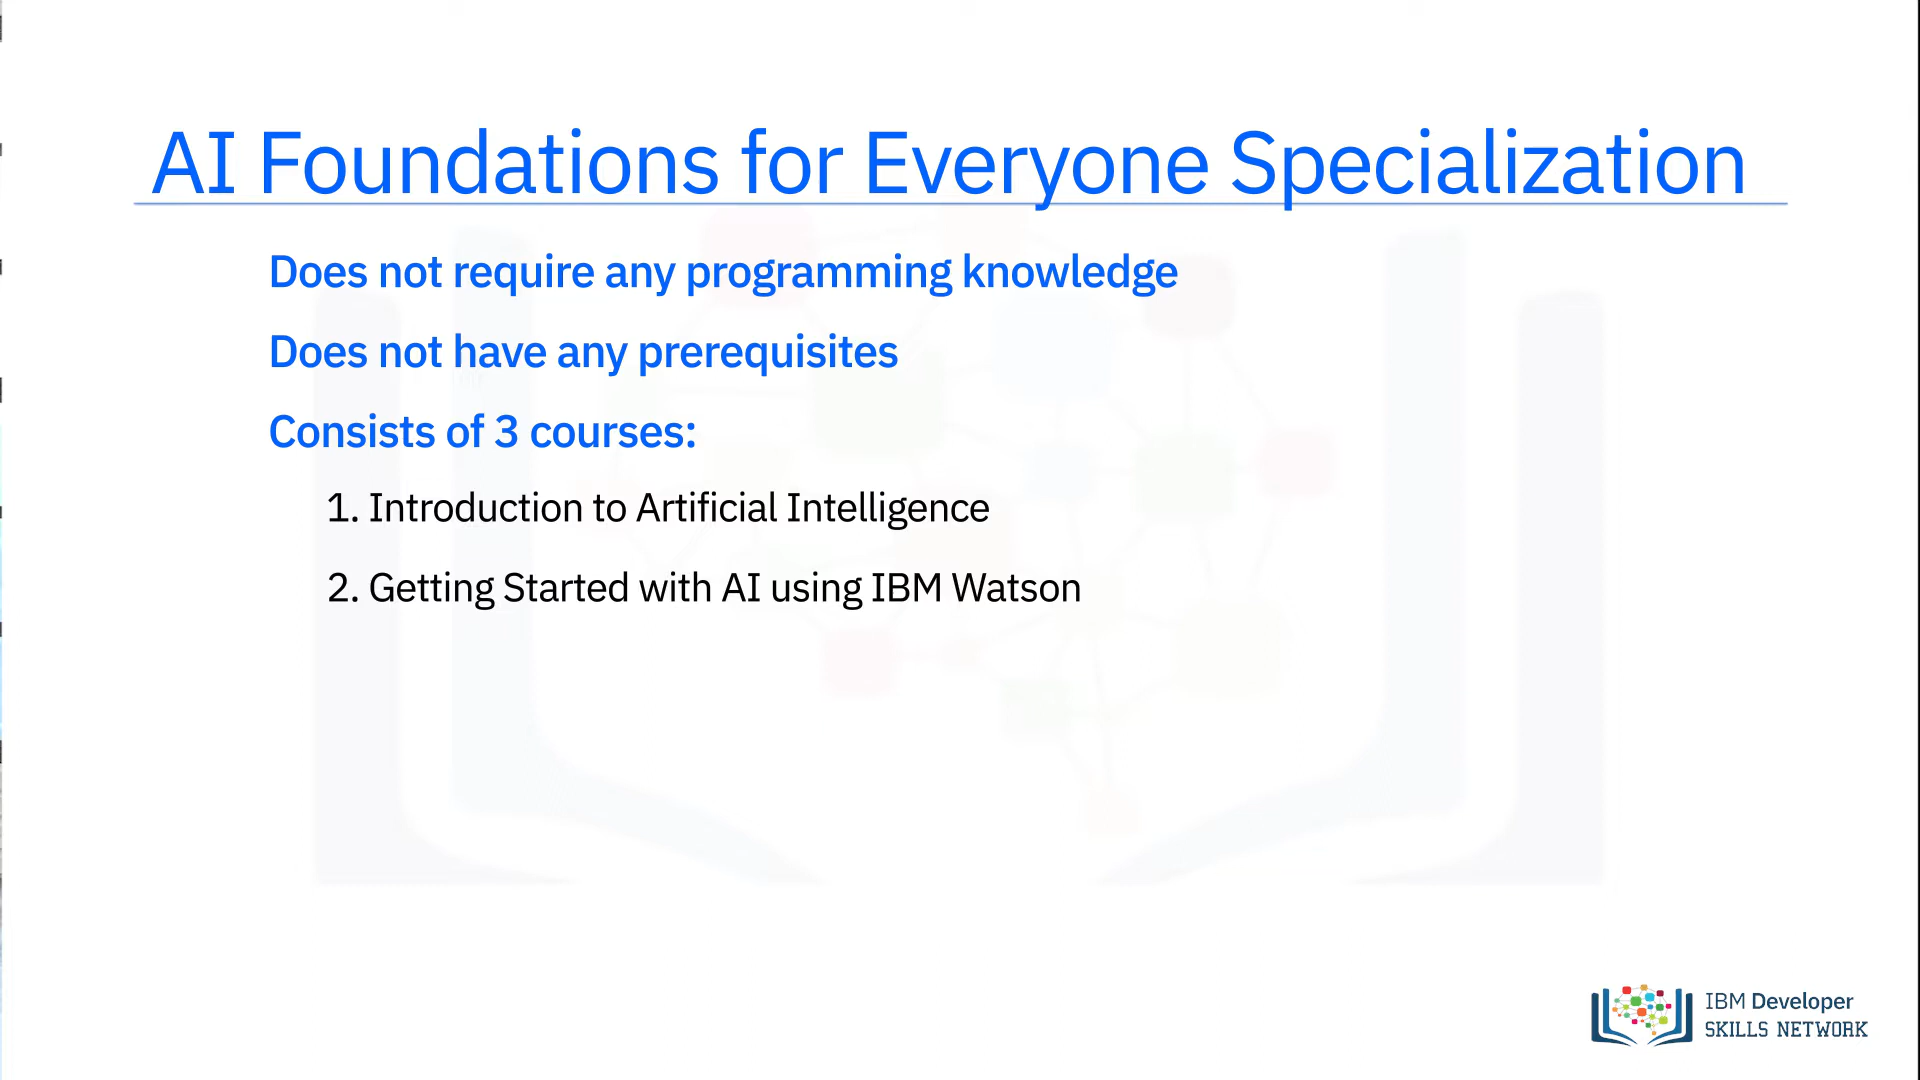 AI Foundations for Everyone Specialization
Does not require any programming knowledge
Does not have any prerequisites
Consists of 3 courses:
1. Introduction to Artificial Intelligence
2. Getting Started with AI using IBM Watson
IBM Developer
SKILLS NETWORK